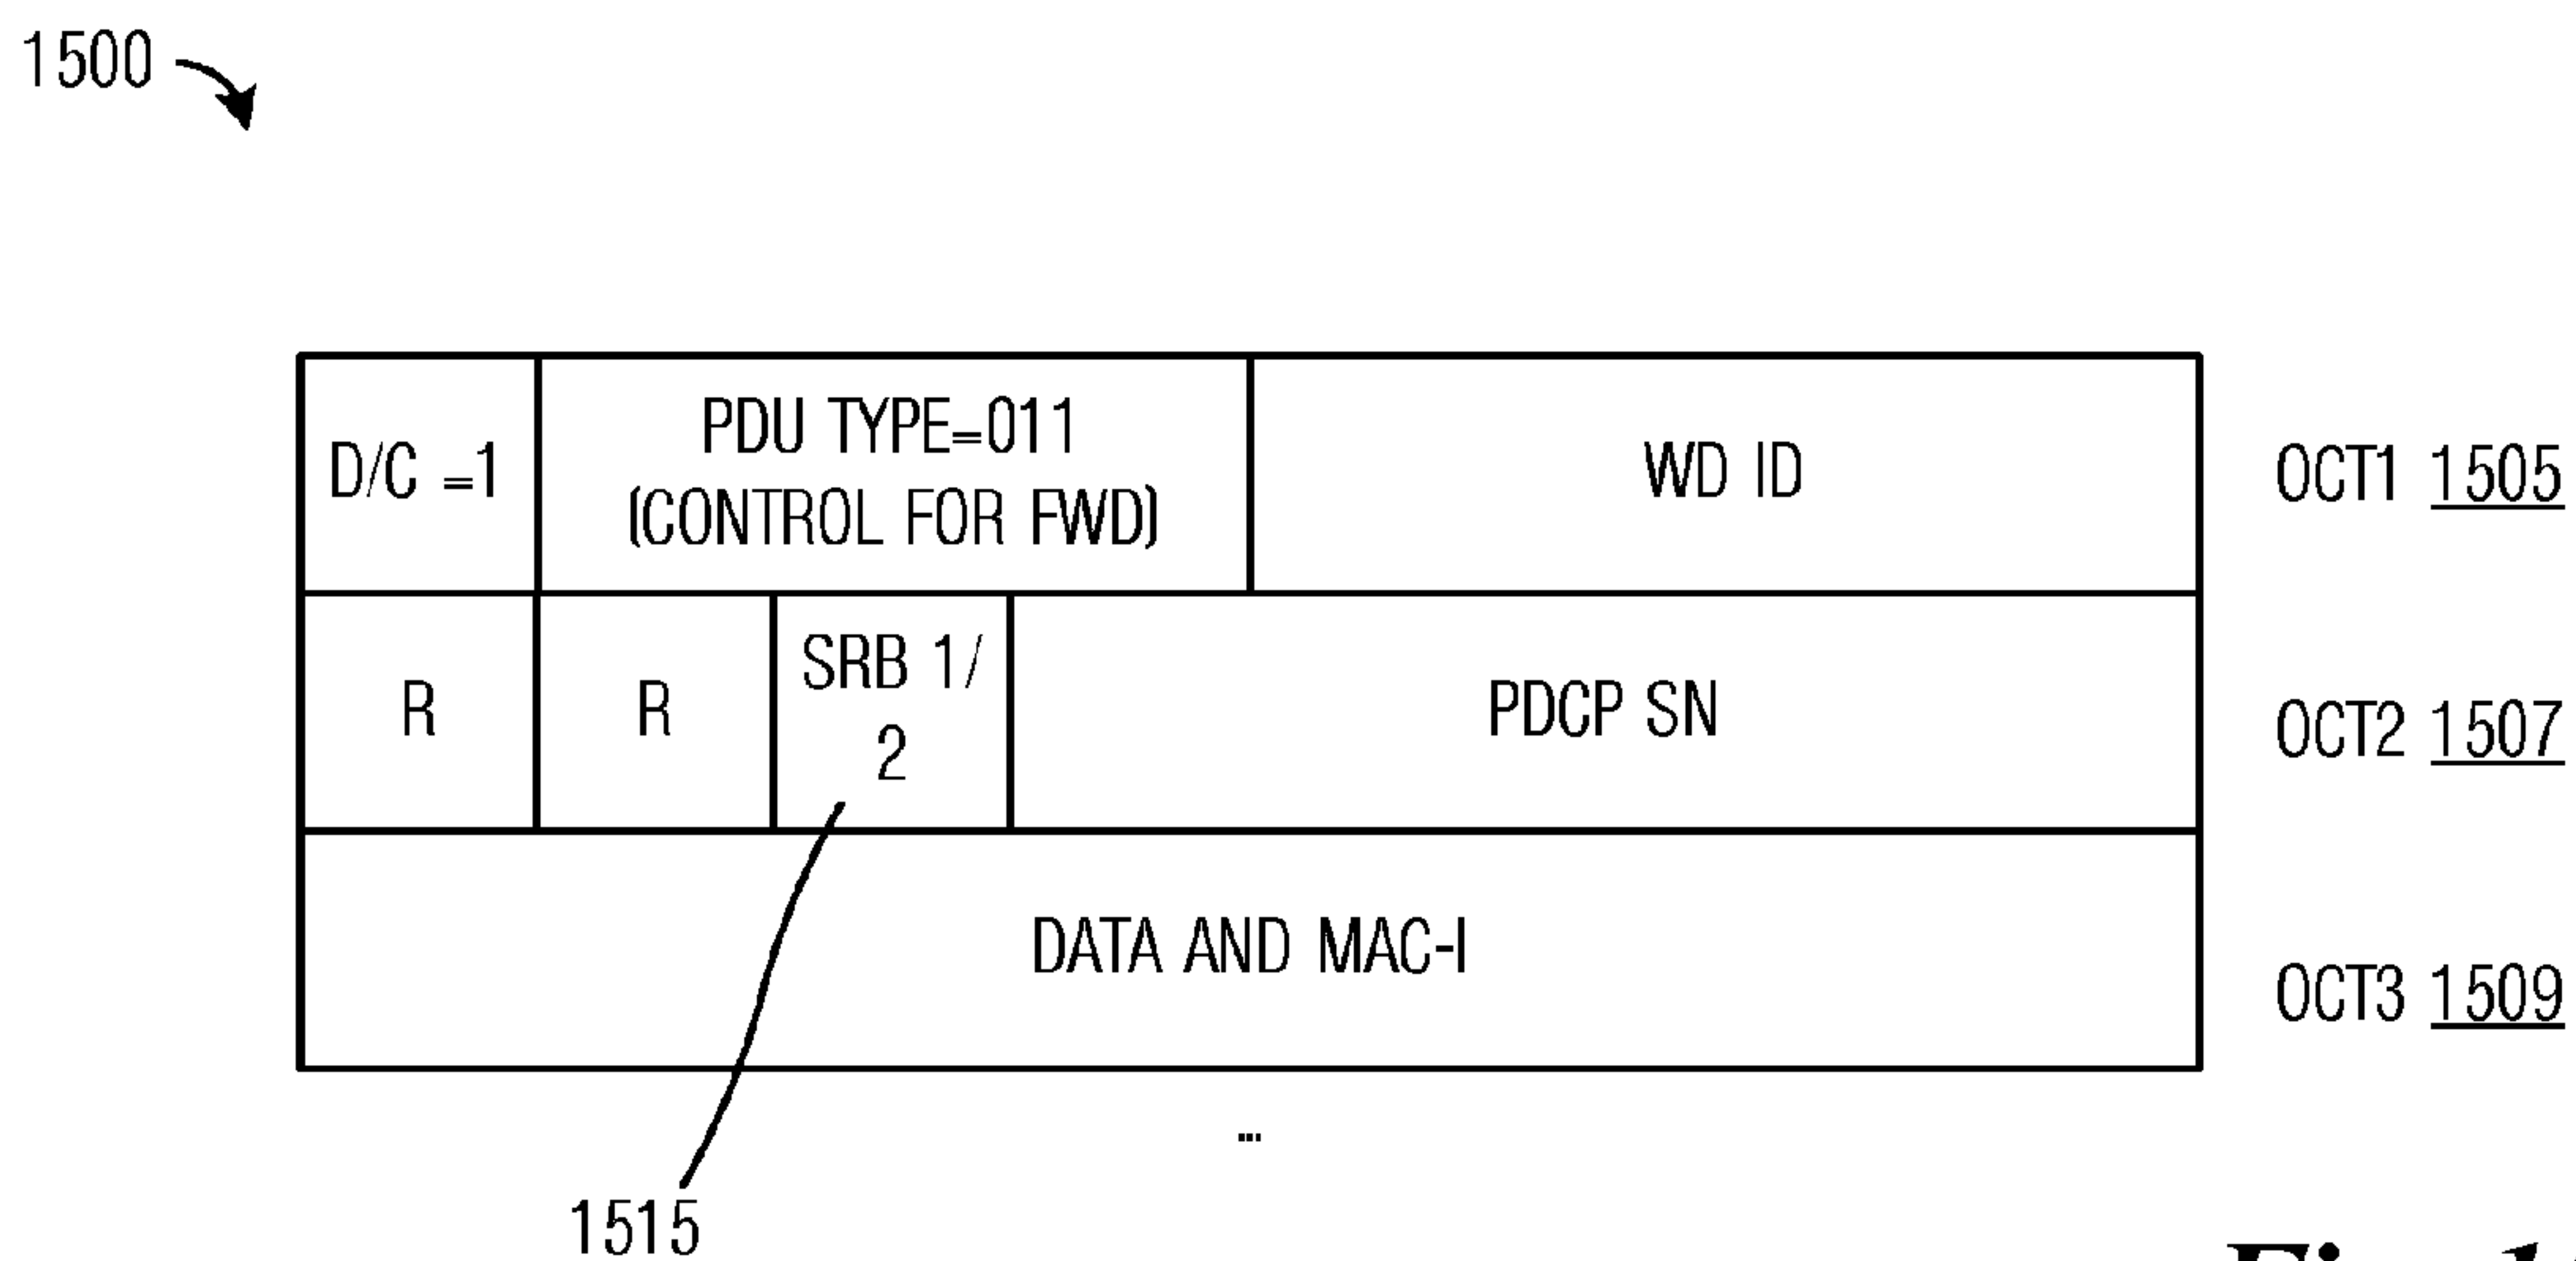 1500
D/C =1
PDU TYPE=011
(CONTROL FOR FWD)
WD ID
OCT1 1505
R
R
SRB 1/
2
PDCP SN
OCT2 1507
DATA AND MAC-I
OCT3 1509
...
1515